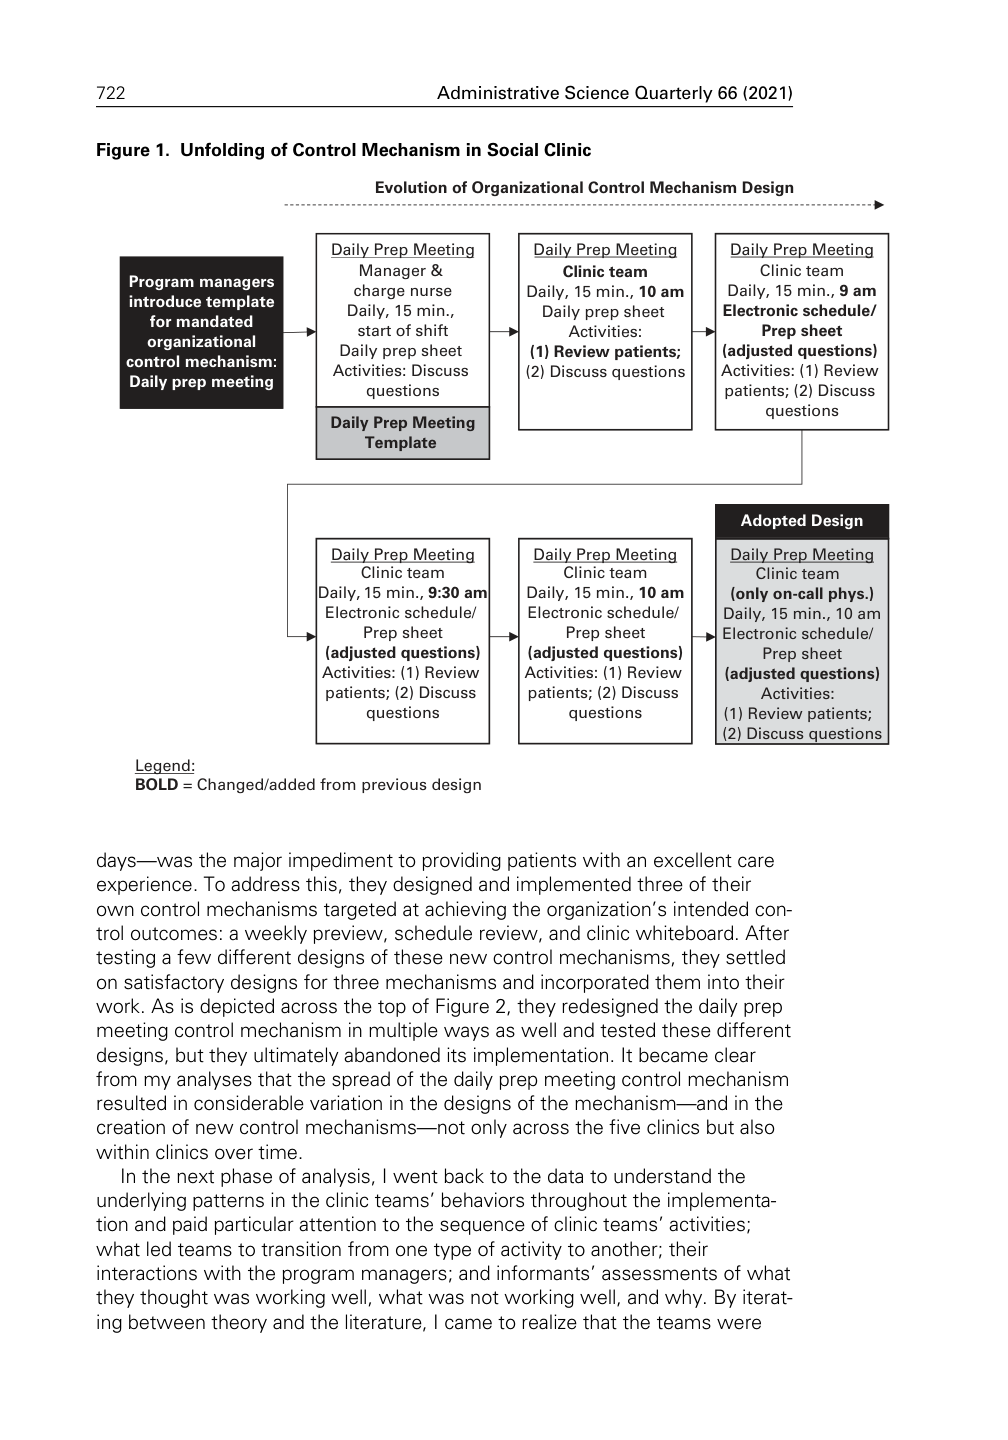 722
Administrative Science Quarterly 66 (2021)
Figure 1. Unfolding of Control Mechanism in Social Clinic
Evolution of Organizational Control Mechanism Design
Program managers
introduce template
for mandated
organizational
control mechanism:
Daily prep meeting
Daily Prep Meeting
Manager &
charge nurse
Daily, 15 min.,
start of shift
Daily prep sheet
Activities: Discuss
questions
Daily Prep Meeting
Template
Daily Prep Meeting
Clinic team
Daily, 15 min., 10 am
Daily prep sheet
Activities:
(1) Review patients;
(2) Discuss questions
Daily Prep Meeting
Clinic team
Daily, 15 min., 9 am
Electronic schedule/
Prep sheet
(adjusted questions)
Activities: (1) Review
patients; (2) Discuss
questions
Daily Prep Meeting
Clinic team
Daily, 15 min., 9:30 am
Electronic schedule/
Prep sheet
(adjusted questions)
Activities: (1) Review
patients; (2) Discuss
questions
Daily Prep Meeting
Clinic team
Daily, 15 min., 10 am
Electronic schedule/
Prep sheet
(adjusted questions)
Activities: (1) Review
patients; (2) Discuss
questions
Adopted Design
Daily Prep Meeting
Clinic team
(only on-call phys.)
Daily, 15 min., 10 am
Electronic schedule/
Prep sheet
(adjusted questions)
Activities:
(1) Review patients;
(2) Discuss questions
Legend:
BOLD = Changed/added from previous design
days—was the major impediment to providing patients with an excellent care
experience. To address this, they designed and implemented three of their
own control mechanisms targeted at achieving the organization's intended con-
trol outcomes: a weekly preview, schedule review, and clinic whiteboard. After
testing a few different designs of these new control mechanisms, they settled
on satisfactory designs for three mechanisms and incorporated them into their
work. As is depicted across the top of Figure 2, they redesigned the daily prep
meeting control mechanism in multiple ways as well and tested these different
designs, but they ultimately abandoned its implementation. It became clear
from my analyses that the spread of the daily prep meeting control mechanism
resulted in considerable variation in the designs of the mechanism—and in the
creation of new control mechanisms—not only across the five clinics but also
within clinics over time.
In the next phase of analysis, I went back to the data to understand the
underlying patterns in the clinic teams' behaviors throughout the implementa-
tion and paid particular attention to the sequence of clinic teams' activities;
what led teams to transition from one type of activity to another; their
interactions with the program managers; and informants' assessments of what
they thought was working well, what was not working well, and why. By iterat-
ing between theory and the literature, I came to realize that the teams were